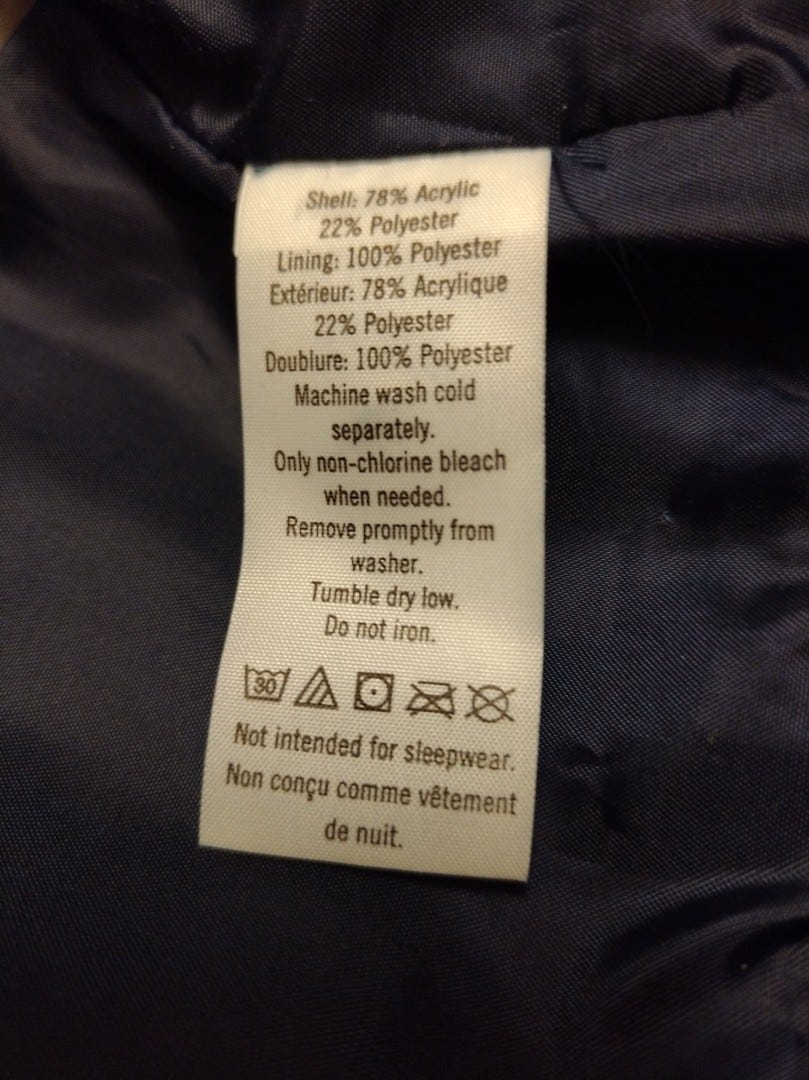 Shell: 78% Acrylic
22% Polyester
Lining: 100% Polyester
Extérieur: 78% Acrylique
22% Polyester
Doublure: 100% Polyester
Machine wash cold
separately.
Only non-chlorine bleach
when needed.
Remove promptly from
washer.
Tumble dry low.
Do not iron.
30
Not intended for sleepwear.
Non conçu comme vêtement
de nuit.